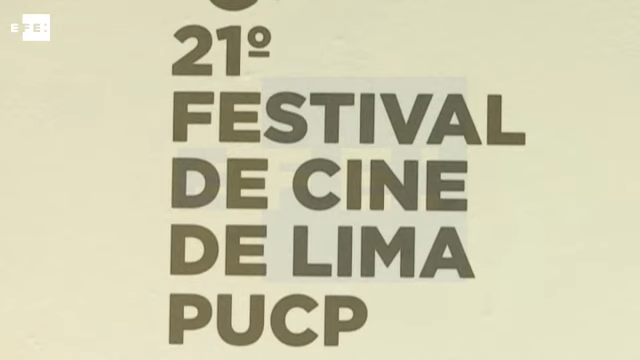 EFE:
21º
FESTIVAL
DE CINE
DE LIMA
PUCP